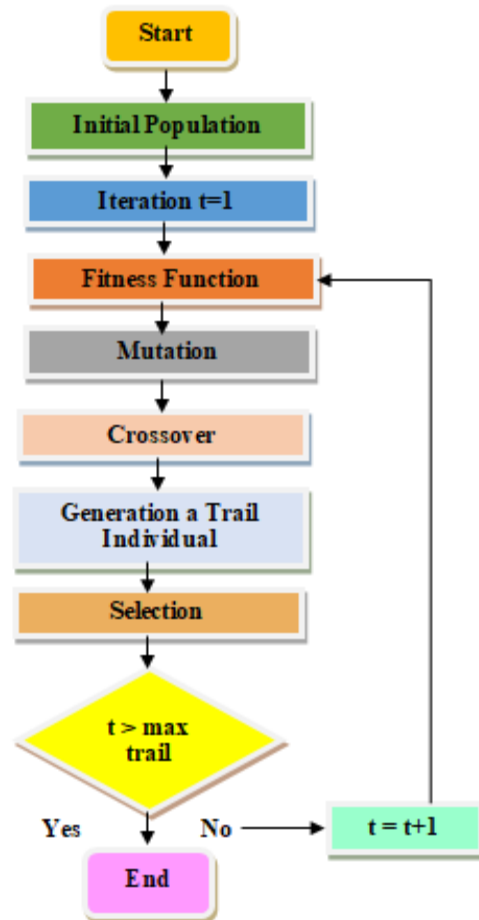 Start
Initial Population
Iteration t=1
Fitness Function
Mutation
Crossover
Generation a Trail
Individual
Selection
t > max
trail
Yes
No
t = t+1
End